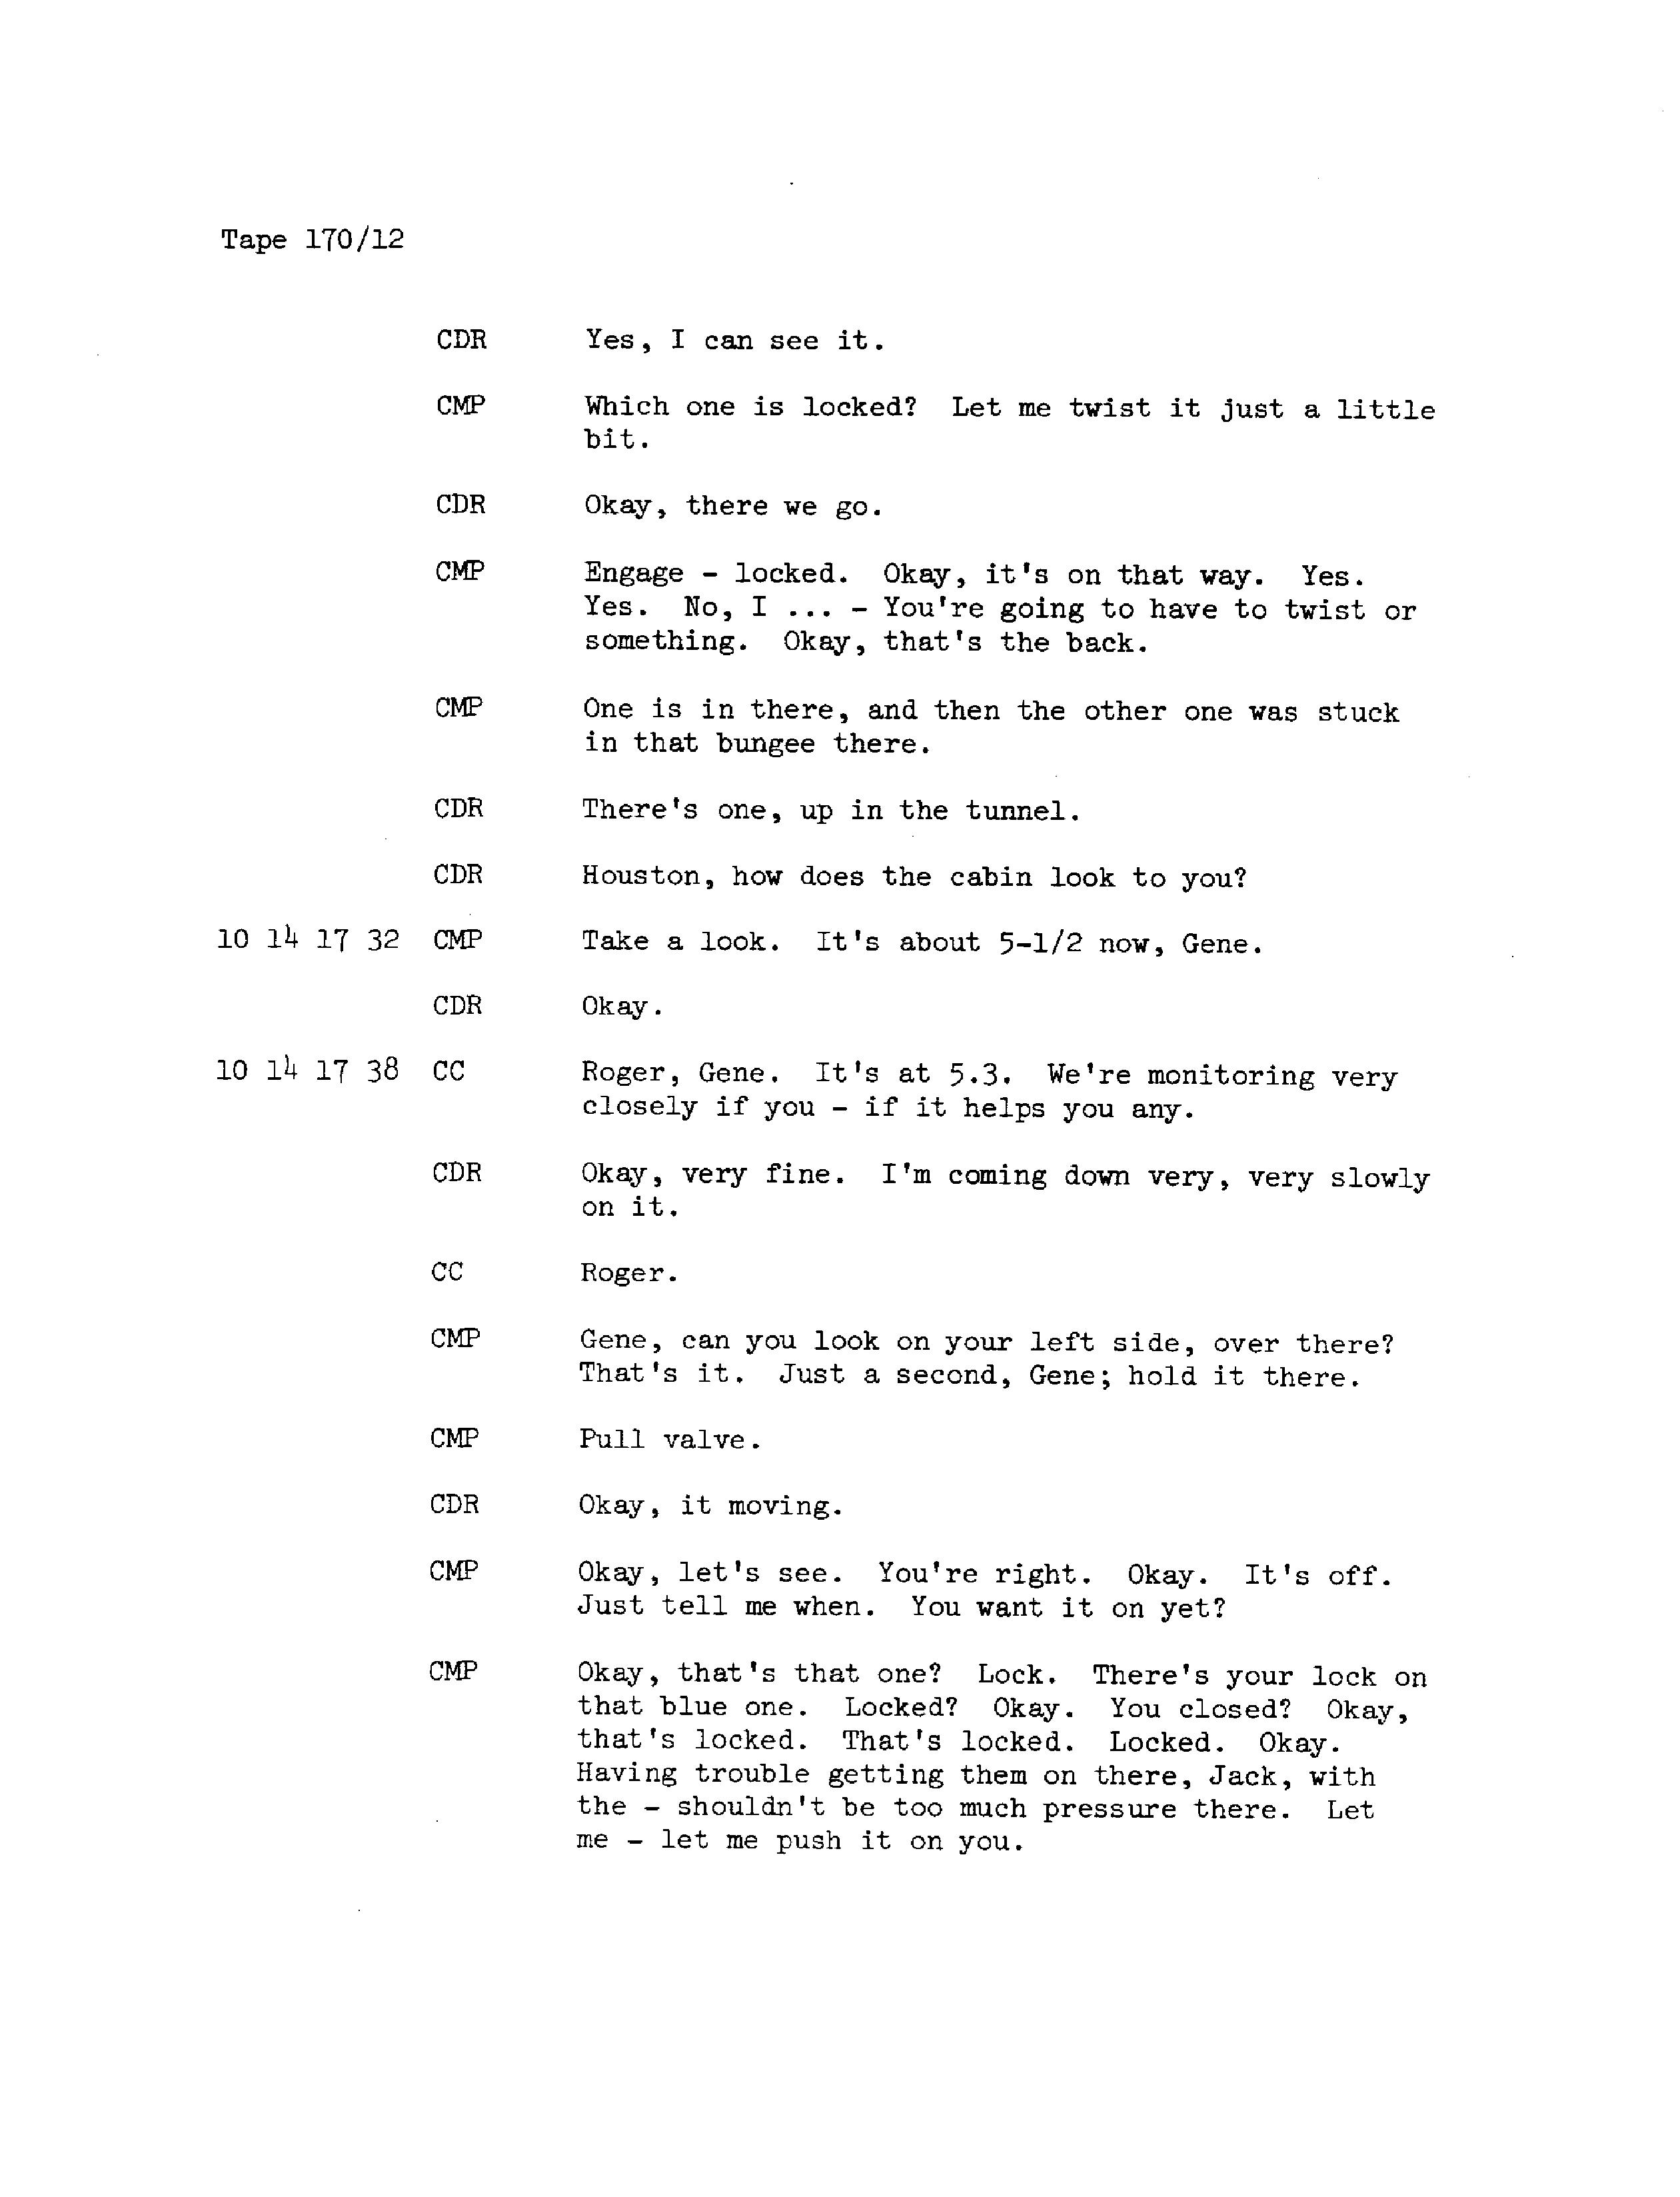 Tape 170/12
CDR Yes, I can see it.
CMP Which one is locked? Let me twist it just a little
bit.
CDR Okay, there we go.
CMP Engage - locked. Okay, it's on that way. Yes.
Yes. No, I ... - You're going to have to twist or
something. Okay, that's the back.
CMP One is in there, and then the other one was stuck
in that bungee there.
CDR There's one, up in the tunnel.
CDR Houston, how does the cabin look to you?
10 14 17 32 CMP Take a look. It's about 5-1/2 now, Gene.
CDR Okay.
10 14 17 38 CC Roger, Gene. It's at 5.3. We're monitoring very
closely if you - if it helps you any.
CDR Okay, very fine. I'm coming down very, very slowly
on it.
CC Roger.
CMP Gene, can you look on your left side, over there?
That's it. Just a second, Gene; hold it there.
CMP Pull valve.
CDR Okay, it moving.
CMP Okay, let's see. You're right. Okay. It's off.
Just tell me when. You want it on yet?
CMP Okay, that's that one? Lock. There's your lock on
that blue one. Locked? Okay. You closed? Okay,
that's locked. That's locked. Locked. Okay.
Having trouble getting them on there, Jack, with
the - shouldn't be too much pressure there. Let
me - let me push it on you.